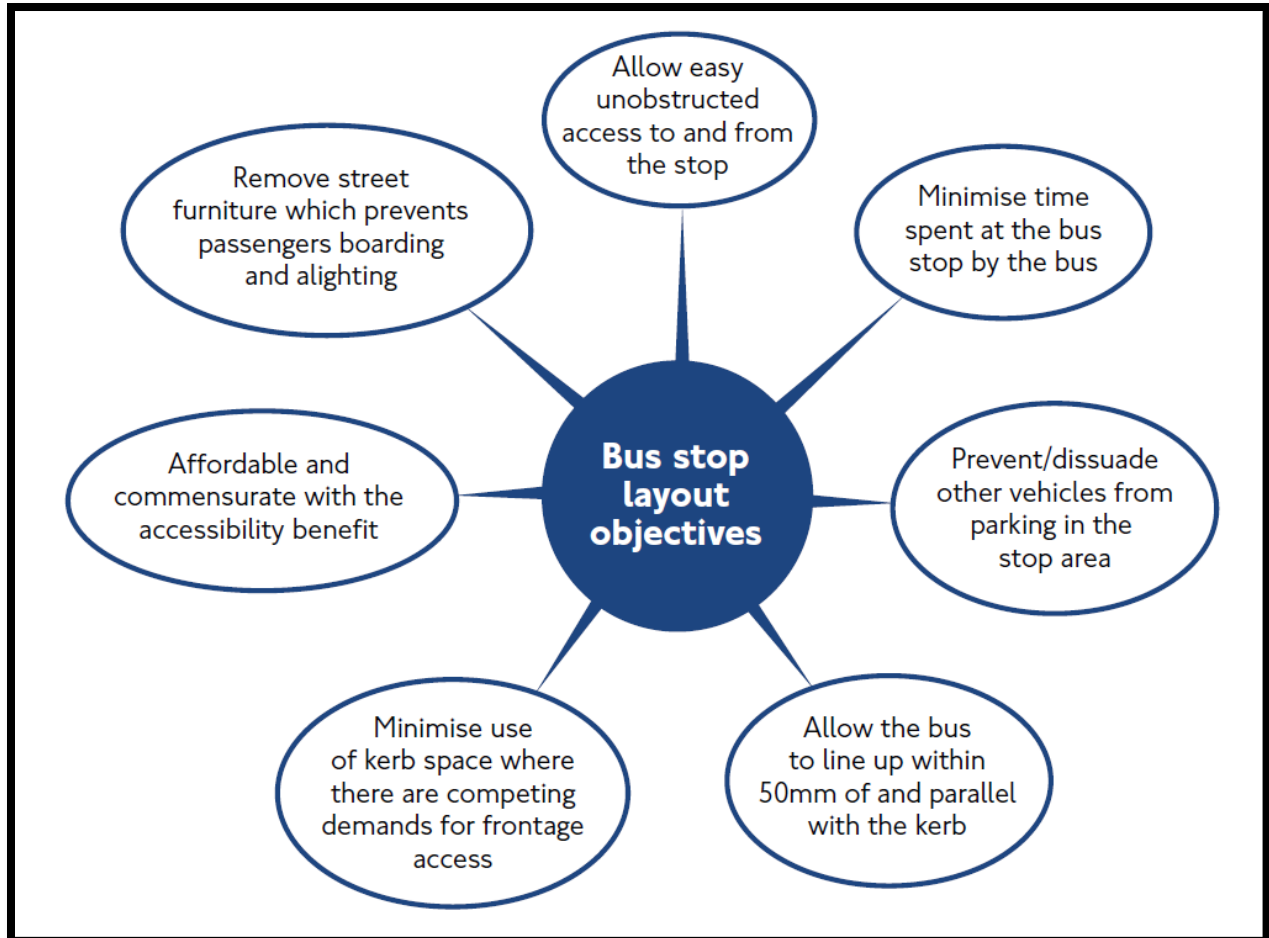 Allow easy
unobstructed
access to and from
the stop
Minimise time
spent at the bus
stop by the bus
Prevent/dissuade
other vehicles from
parking in the
stop area
Allow the bus
to line up within
50mm of and parallel
with the kerb
Minimise use
of kerb space where
there are competing
demands for frontage
access
Affordable and
commensurate with the
accessibility benefit
Remove street
furniture which prevents
passengers boarding
and alighting
Bus stop
layout
objectives